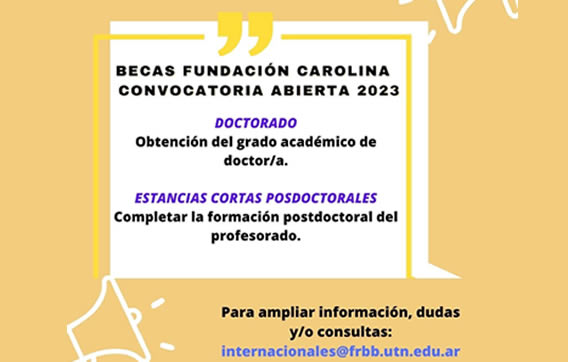 BECAS FUNDACIÓN CAROLINA
CONVOCATORIA ABIERTA 2023
DOCTORADO
Obtención del grado académico de
doctor/a.
ESTANCIAS CORTAS POSDOCTORALES
Completar la formación postdoctoral del
profesorado.
Para ampliar información, dudas
y/o consultas:
internacionales@frbb.utn.edu.ar